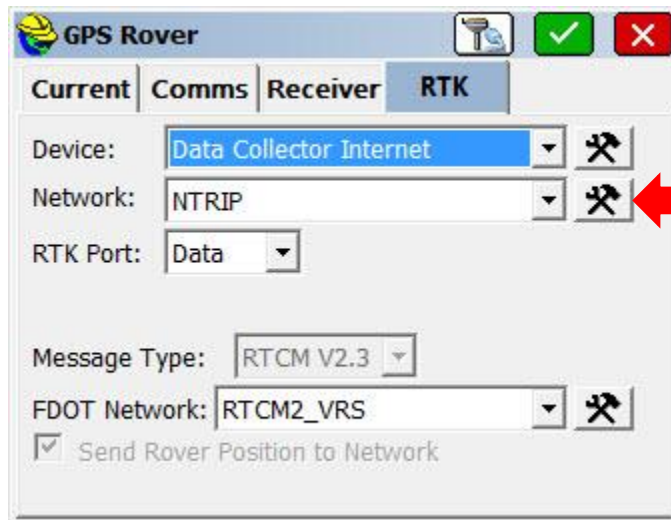 GPS Rover
Current Comms Receiver RTK
Device: Data Collector Internet
Network: NTRIP
RTK Port: Data
Message Type: RTCM V2.3
FDOT Network: RTCM2_VRS
Send Rover Position to Network